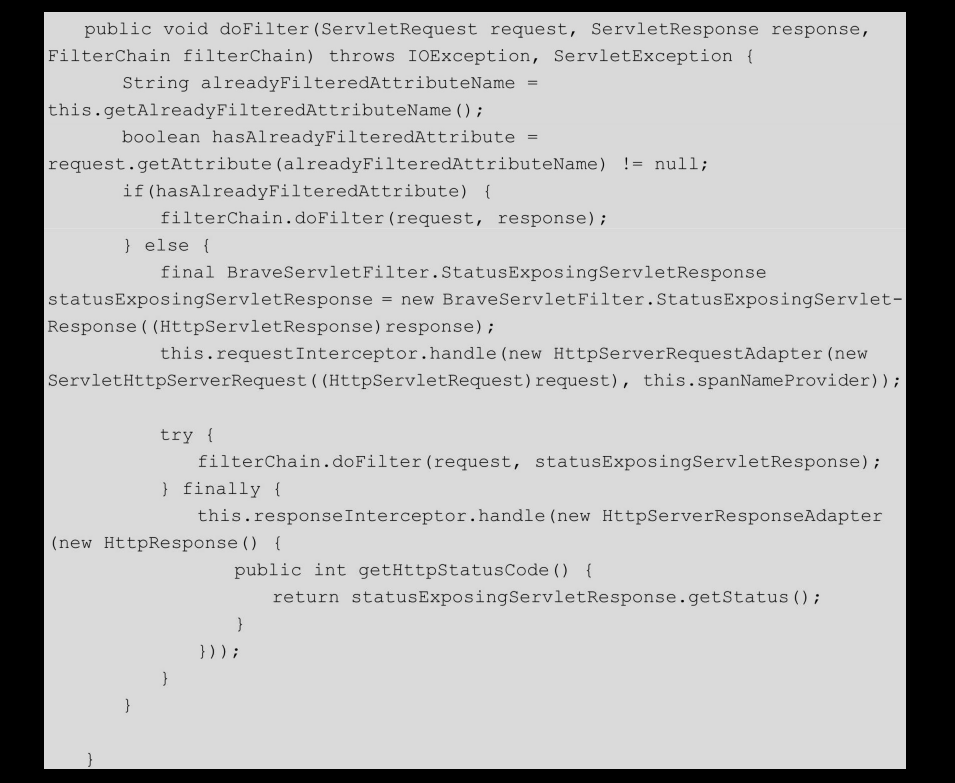 public void doFilter(ServletRequest request, ServletResponse response,
FilterChain filterChain) throws IOException, ServletException {
String alreadyFilteredAttributeName =
this.getAlreadyFilteredAttributeName();
boolean hasAlreadyFilteredAttribute =
request.getAttribute(alreadyFilteredAttributeName) != null;
if(hasAlreadyFilteredAttribute) {
filterChain.doFilter(request, response);
} else {
final BraveServletFilter.StatusExposingServletResponse
statusExposingServletResponse = new BraveServletFilter.StatusExposingServlet-
Response((HttpServletResponse)response);
this.requestInterceptor.handle(new HttpServerRequestAdapter(new
ServletHttpServerRequest((HttpServletRequest)request), this.spanNameProvider));
try {
filterChain.doFilter(request, statusExposingServletResponse);
} finally {
this.responseInterceptor.handle(new HttpServerResponseAdapter
(new HttpResponse() {
public int getHttpStatusCode() {
return statusExposingServletResponse.getStatus();
}
}));
}
}
}